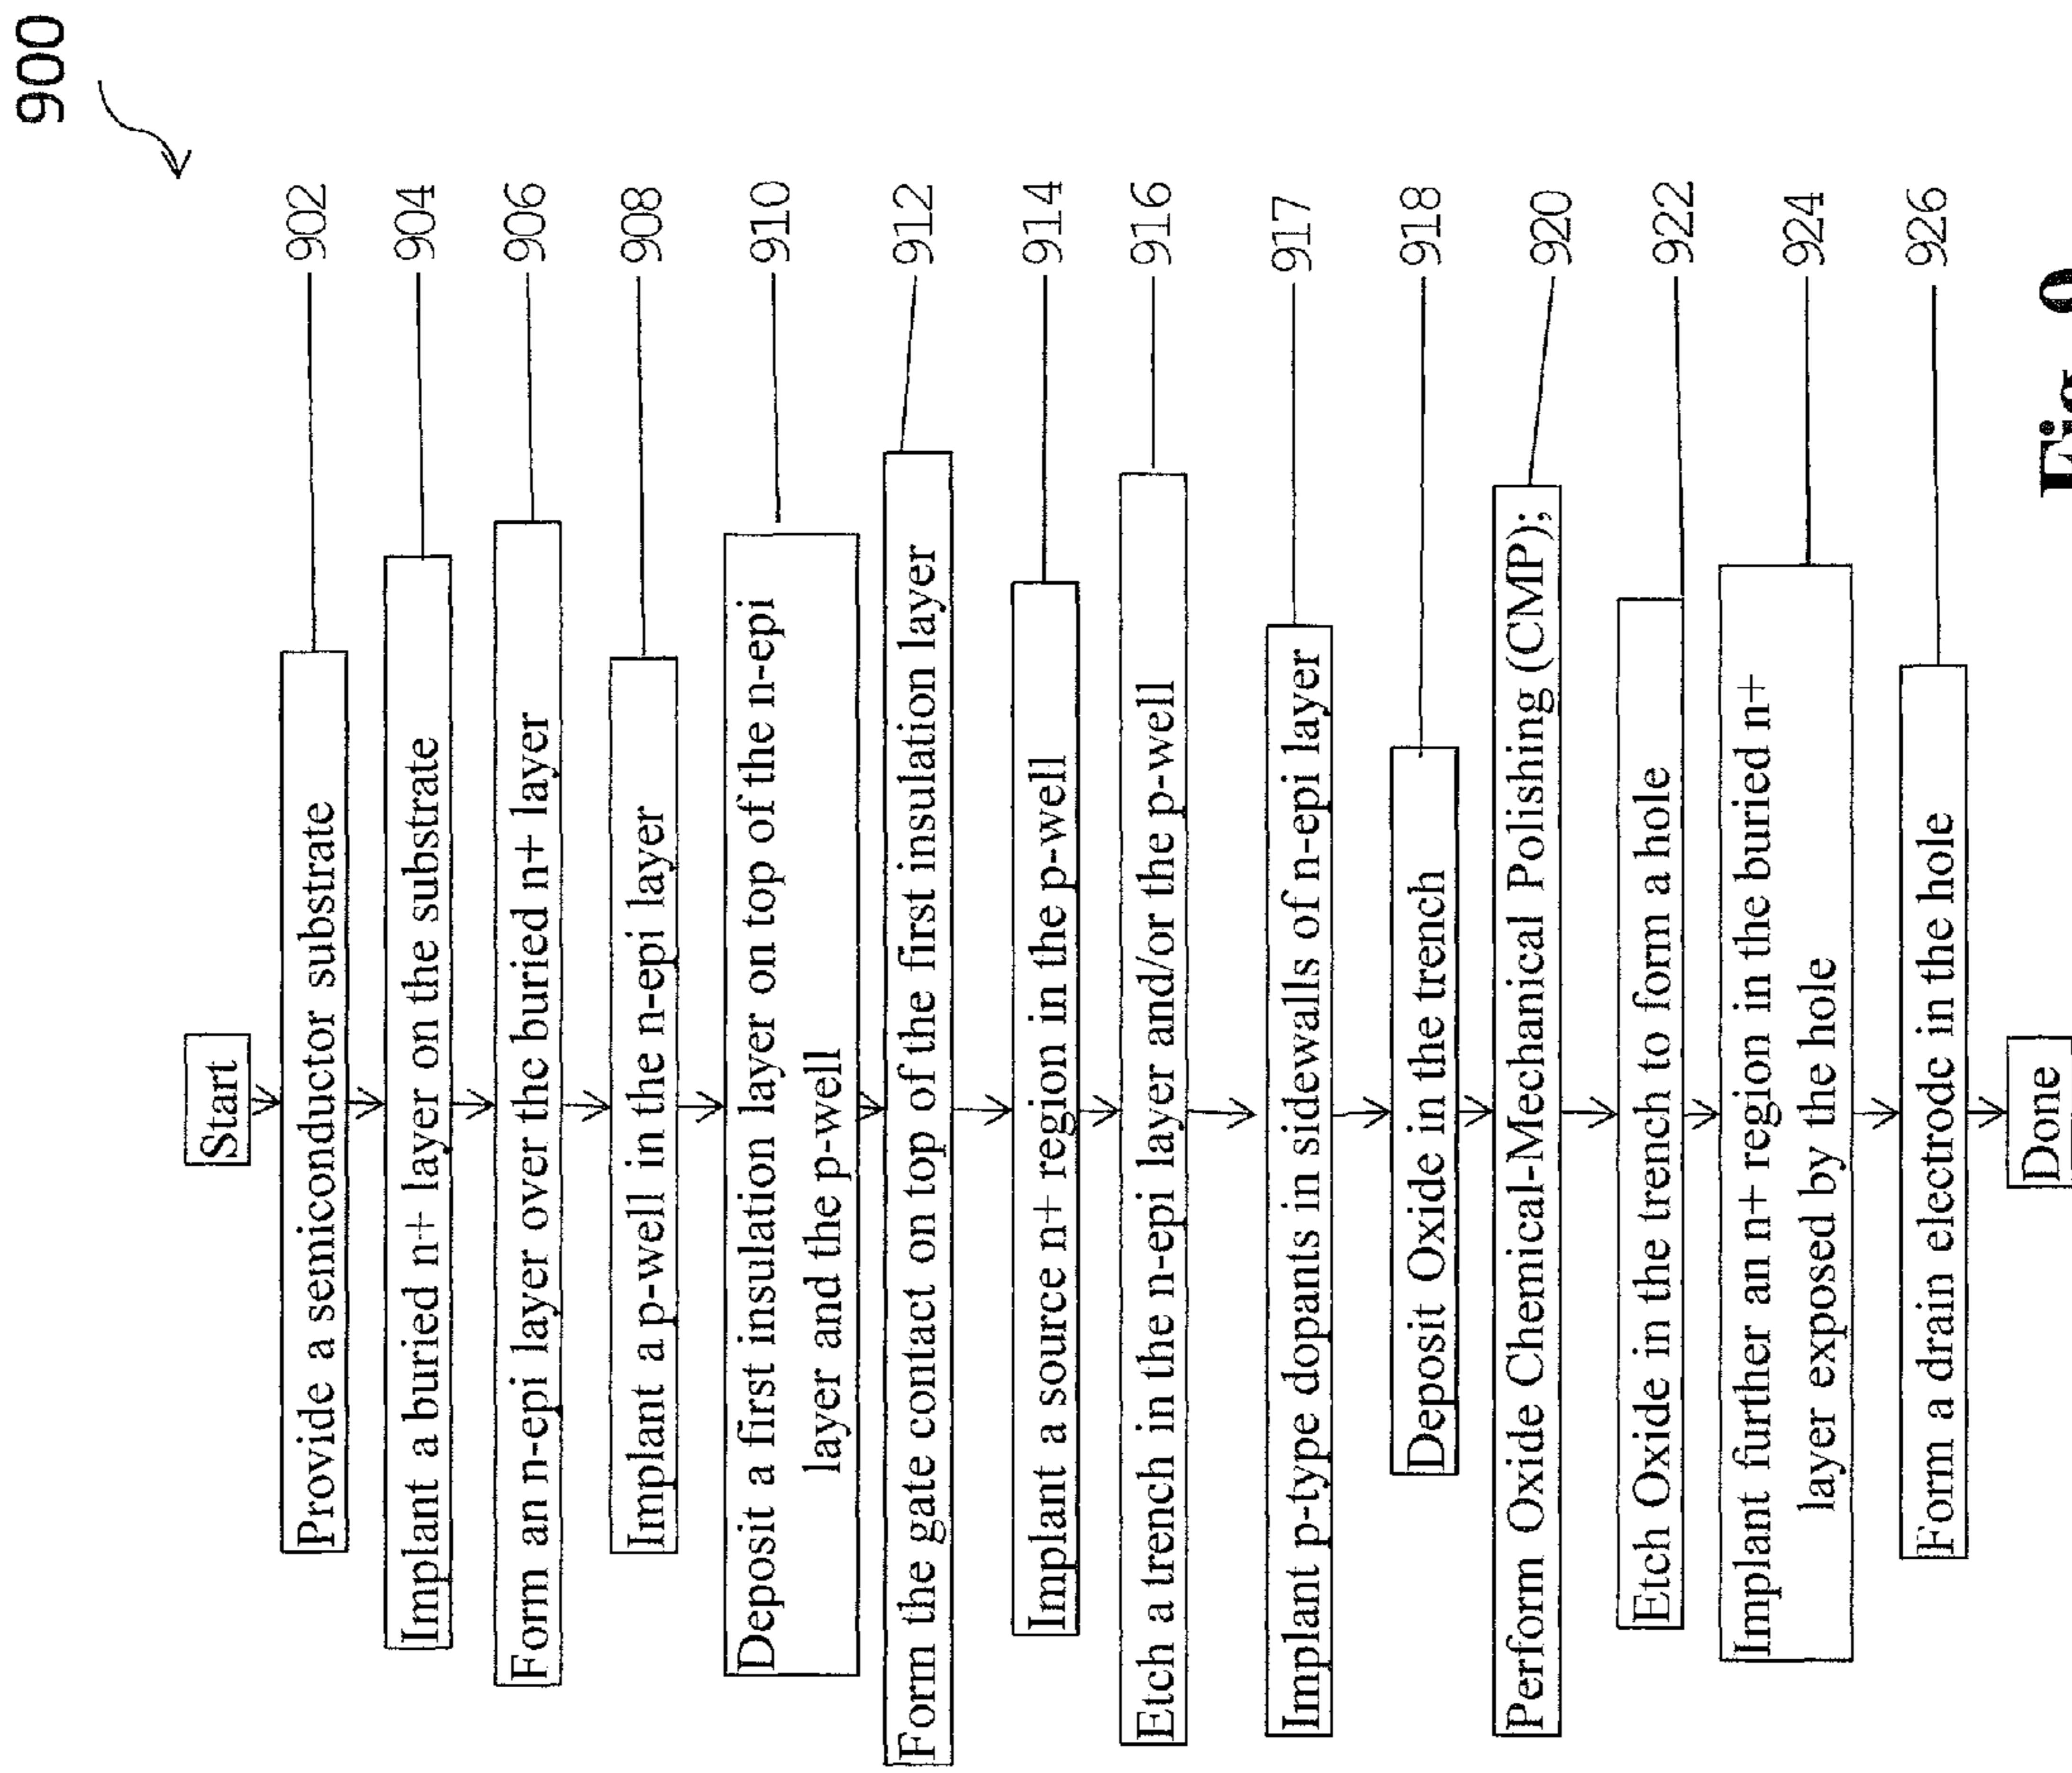 900
Start
Provide a semiconductor substrate
902
Implant a buried n+ layer on the substrate
904
Form an n-epi layer over the buried n+ layer
906
Implant a p-well in the n-epi layer
908
Deposit a first insulation layer on top of the n-epi
layer and the p-well
910
Form the gate contact on top of the first insulation layer
912
Implant a source n+ region in the p-well
914
Etch a trench in the n-epi layer and/or the p-well
916
Implant p-type dopants in sidewalls of n-epi layer
917
Deposit Oxide in the trench
918
Perform Oxide Chemical-Mechanical Polishing (CMP);
920
Etch Oxide in the trench to form a hole
922
Implant further an n+ region in the buried n+
layer exposed by the hole
924
Form a drain electrode in the hole
926
Done
Fig.